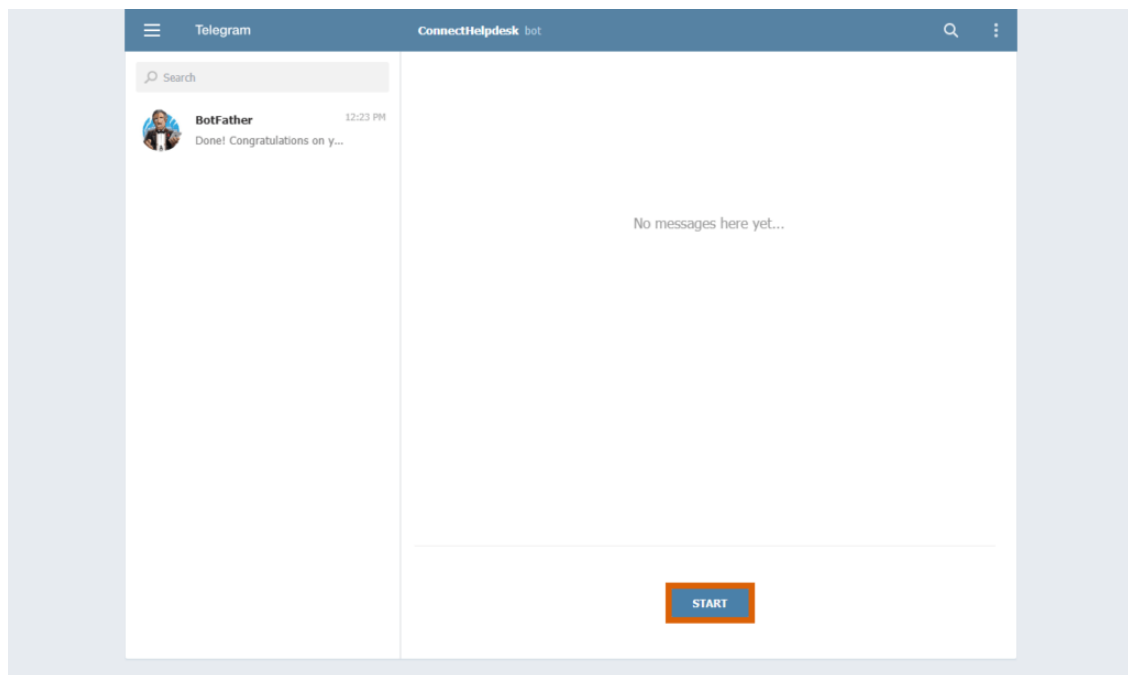 Telegram
ConnectHelpdesk bot
Search
BotFather
12:23 PM
Done! Congratulations on y...
No messages here yet...
START